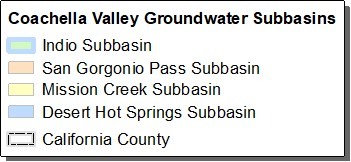 Coachella Valley Groundwater Subbasins
Indio Subbasin
San Gorgonio Pass Subbasin
Mission Creek Subbasin
Desert Hot Springs Subbasin
California County